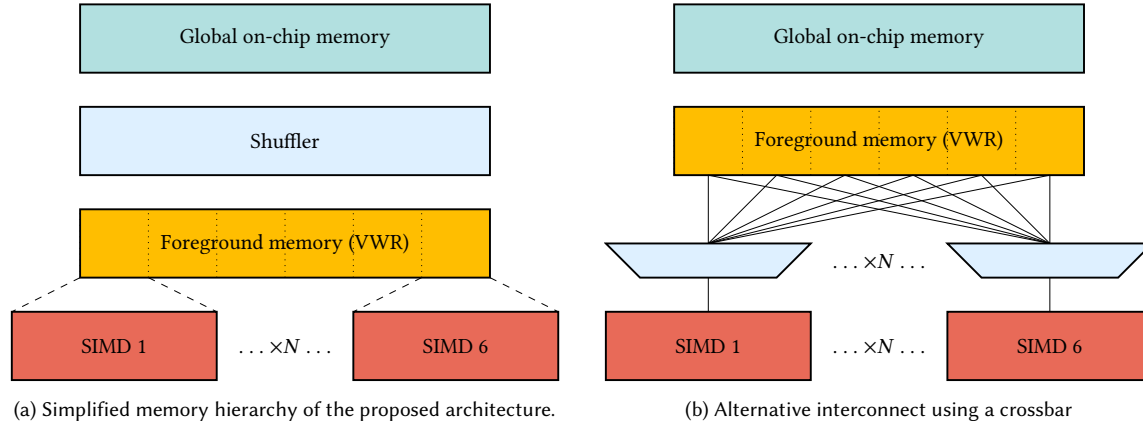 Global on-chip memory
Shuffler
Foreground memory (VWR)
SIMD 1
...×N...
SIMD 6
(a) Simplified memory hierarchy of the proposed architecture.
Global on-chip memory
Foreground memory (VWR)
...×N...
SIMD 1
...×N...
SIMD 6
(b) Alternative interconnect using a crossbar